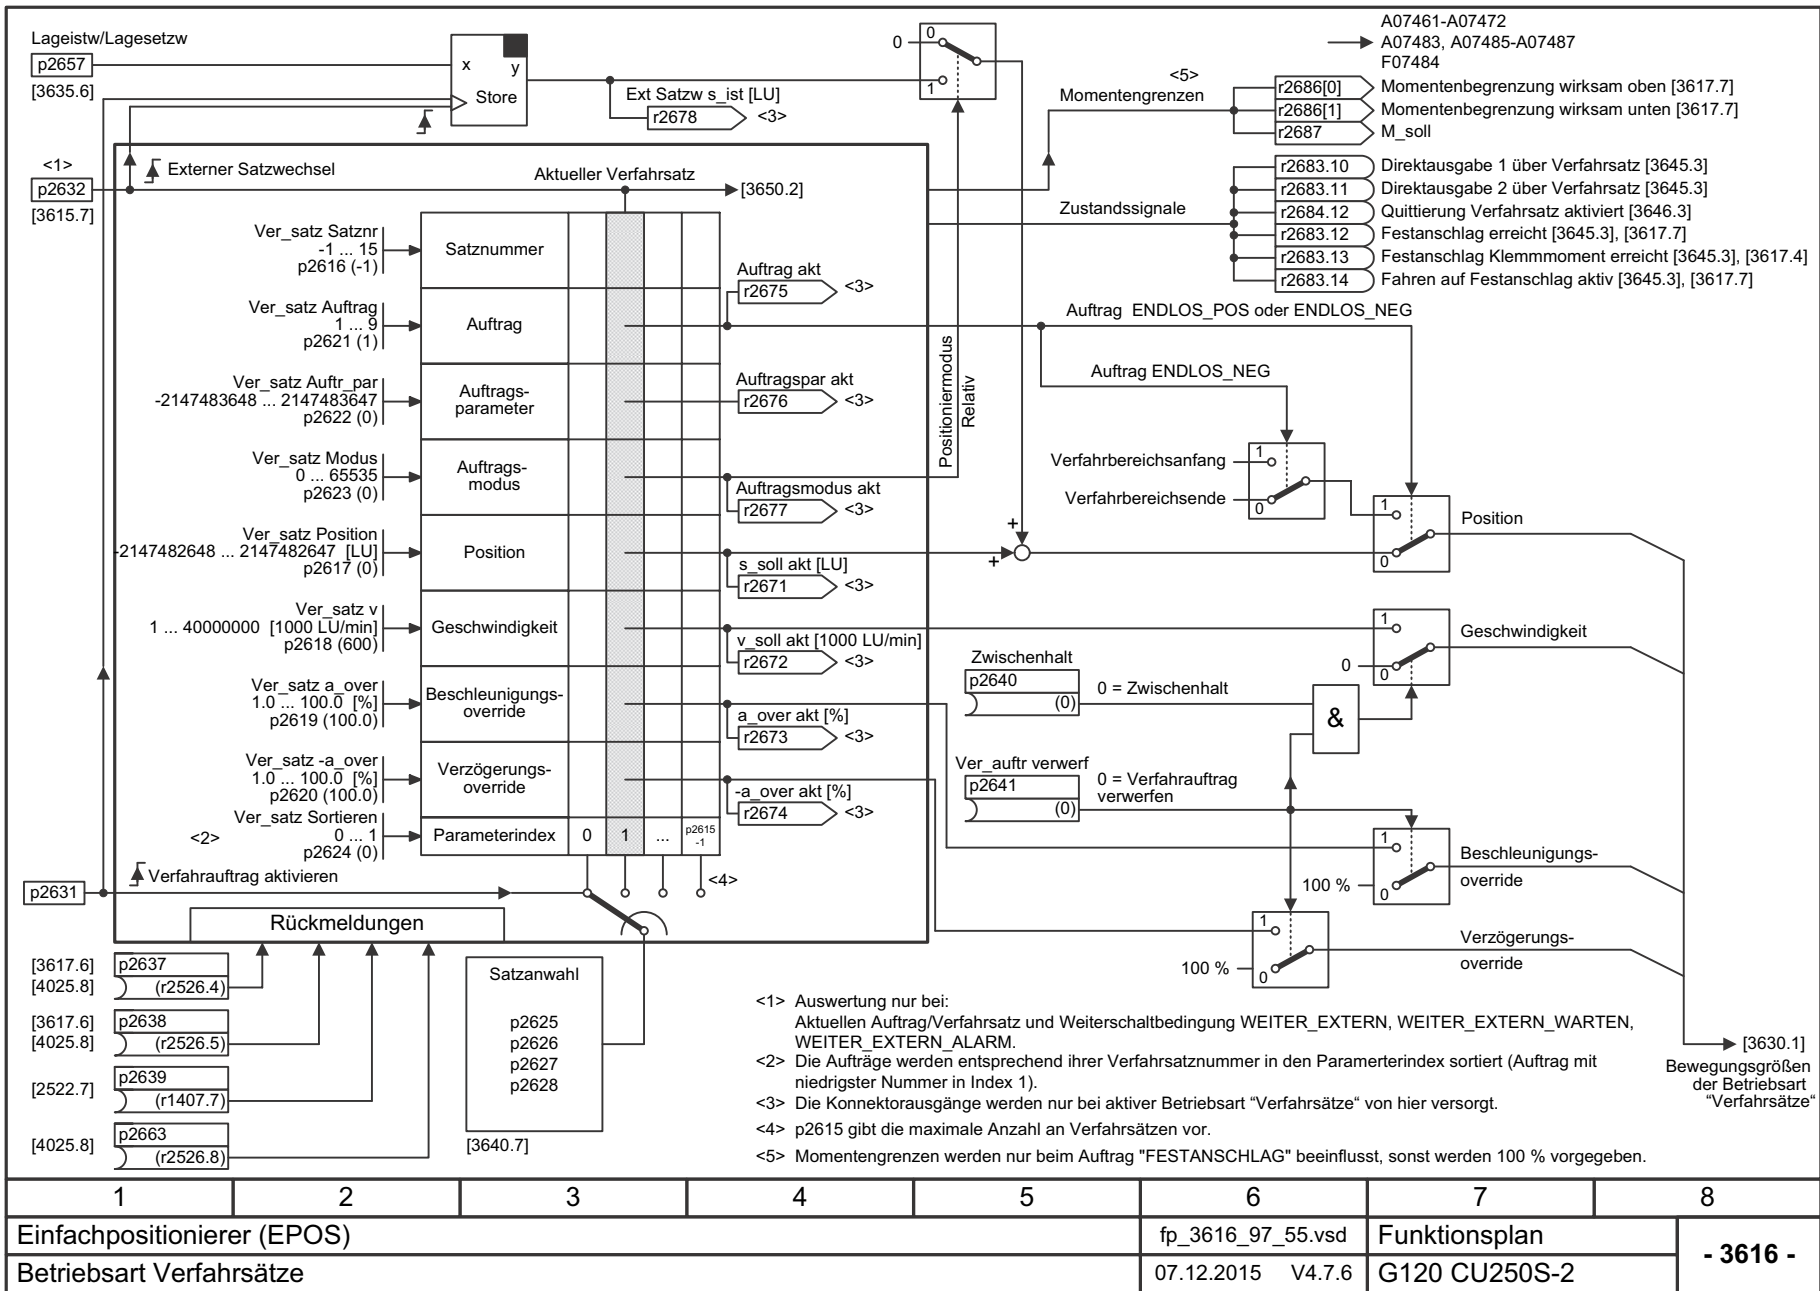 Lageistw/Lagesetzw
p2657
[3635.6]
x
y
Store
Ext Satzw s_ist [LU]
r2678
<3>
0
0
1
A07461-A07472
A07483, A07485-A07487
F07484
<5>
Momentengrenzen
r2686[0]
Momentenbegrenzung wirksam oben [3617.7]
r2686[1]
Momentenbegrenzung wirksam unten [3617.7]
r2687
M_soll
Zustandssignale
r2683.10
Direktausgabe 1 über Verfahrsatz [3645.3]
r2683.11
Direktausgabe 2 über Verfahrsatz [3645.3]
r2684.12
Quittierung Verfahrsatz aktiviert [3646.3]
r2683.12
Festanschlag erreicht [3645.3], [3617.7]
r2683.13
Festanschlag Klemmmoment erreicht [3645.3], [3617.4]
r2683.14
Fahren auf Festanschlag aktiv [3645.3], [3617.7]
<1>
p2632
[3615.7]
Externer Satzwechsel
Aktueller Verfahrsatz
[3650.2]
Ver_satz Satznr
-1 ... 15
p2616 (-1)
Satznummer
Ver_satz Auftrag
1 ... 9
p2621 (1)
Auftrag
Auftrag akt
r2675
<3>
Ver_satz Auftr_par
-2147483648 ... 2147483647
p2622 (0)
Auftrags-
parameter
Auftragspar akt
r2676
<3>
Ver_satz Modus
0 ... 65535
p2623 (0)
Auftrags-
modus
Auftragsmodus akt
r2677
<3>
Ver_satz Position
-2147482648 ... 2147482647  [LU]
p2617 (0)
Position
s_soll akt [LU]
r2671
<3>
Ver_satz v
1 ... 40000000  [1000 LU/min]
p2618 (600)
Geschwindigkeit
v_soll akt [1000 LU/min]
r2672
<3>
Ver_satz a_over
1.0 ... 100.0  [%]
p2619 (100.0)
Beschleunigungs-
override
a_over akt [%]
r2673
<3>
Ver_satz -a_over
1.0 ... 100.0  [%]
p2620 (100.0)
Verzögerungs-
override
-a_over akt [%]
r2674
<3>
Ver_satz Sortieren
<2>
0 ... 1
p2624 (0)
Parameterindex
0
1
...
p2615
-1
<4>
Positioniermodus
Relativ
Auftrag  ENDLOS_POS oder ENDLOS_NEG
Auftrag ENDLOS_NEG
Verfahrbereichsanfang
Verfahrbereichsende
1
0
1
0
Position
+
+
1
0
0
Geschwindigkeit
Zwischenhalt
p2640
(0)
0 = Zwischenhalt
&
Ver_auftr verwerf
p2641
(0)
0 = Verfahrauftrag
verwerfen
1
100 %
0
Beschleunigungs-
override
1
100 %
0
Verzögerungs-
override
p2631
Verfahrauftrag aktivieren
Rückmeldungen
[3617.6]
[4025.8]
p2637
(r2526.4)
[3617.6]
[4025.8]
p2638
(r2526.5)
[2522.7]
p2639
(r1407.7)
[4025.8]
p2663
(r2526.8)
Satzanwahl
p2625
p2626
p2627
p2628
[3640.7]
<1> Auswertung nur bei:
Aktuellen Auftrag/Verfahrsatz und Weiterschaltbedingung WEITER_EXTERN, WEITER_EXTERN_WARTEN,
WEITER_EXTERN_ALARM.
<2> Die Aufträge werden entsprechend ihrer Verfahrsatznummer in den Paramerterindex sortiert (Auftrag mit
niedrigster Nummer in Index 1).
<3> Die Konnektorausgänge werden nur bei aktiver Betriebsart “Verfahrsätze“ von hier versorgt.
<4> p2615 gibt die maximale Anzahl an Verfahrsätzen vor.
<5> Momentengrenzen werden nur beim Auftrag "FESTANSCHLAG" beeinflusst, sonst werden 100 % vorgegeben.
[3630.1]
Bewegungsgrößen
der Betriebsart
“Verfahrsätze“
1 2 3 4 5 6 7 8
Einfachpositionierer (EPOS)
fp_3616_97_55.vsd
Funktionsplan
- 3616 -
Betriebsart Verfahrsätze
07.12.2015 V4.7.6
G120 CU250S-2